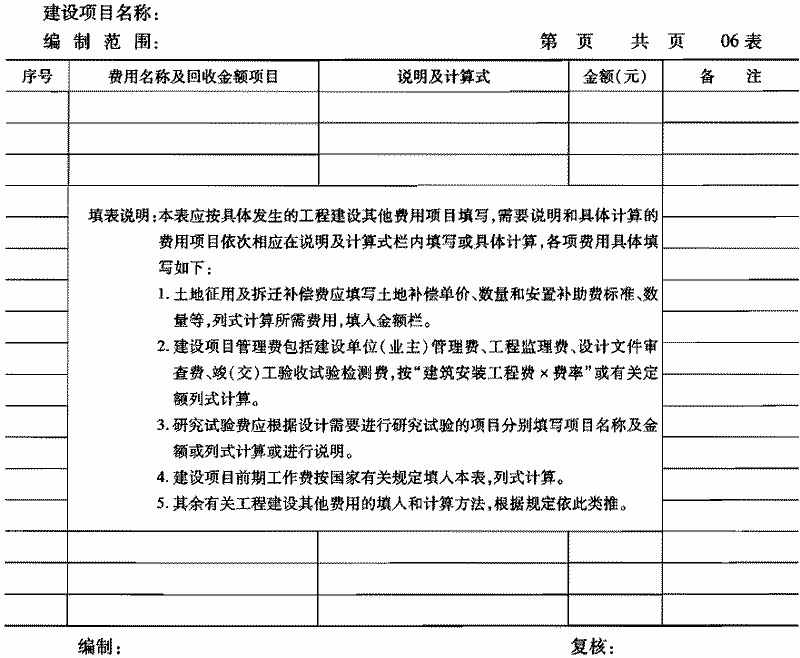 建设项目名称:
编 制 范 围: 第 页 共 页 06表
序号 费用名称及回收金额项目 说明及计算式 金额(元) 备 注
填表说明:本表应按具体发生的工程建设其他费用项目填写,需要说明和具体计算的
费用项目依次相应在说明及计算式栏内填写或具体计算,各项费用具体填
写如下:
1. 土地征用及拆迁补偿费应填写土地补偿单价、数量和安置补助费标准、数
量等,列式计算所需费用,填入金额栏。
2. 建设项目管理费包括建设单位(业主)管理费、工程监理费、设计文件审
查费、竣(交)工验收试验检测费,按“建筑安装工程费×费率”或有关定
额列式计算。
3. 研究试验费应根据设计需要进行研究试验的项目分别填写项目名称及金
额或列式计算或进行说明。
4. 建设项目前期工作费按国家有关规定填入本表,列式计算。
5. 其余有关工程建设其他费用的填入和计算方法,根据规定依此类推。
编制: 复核: